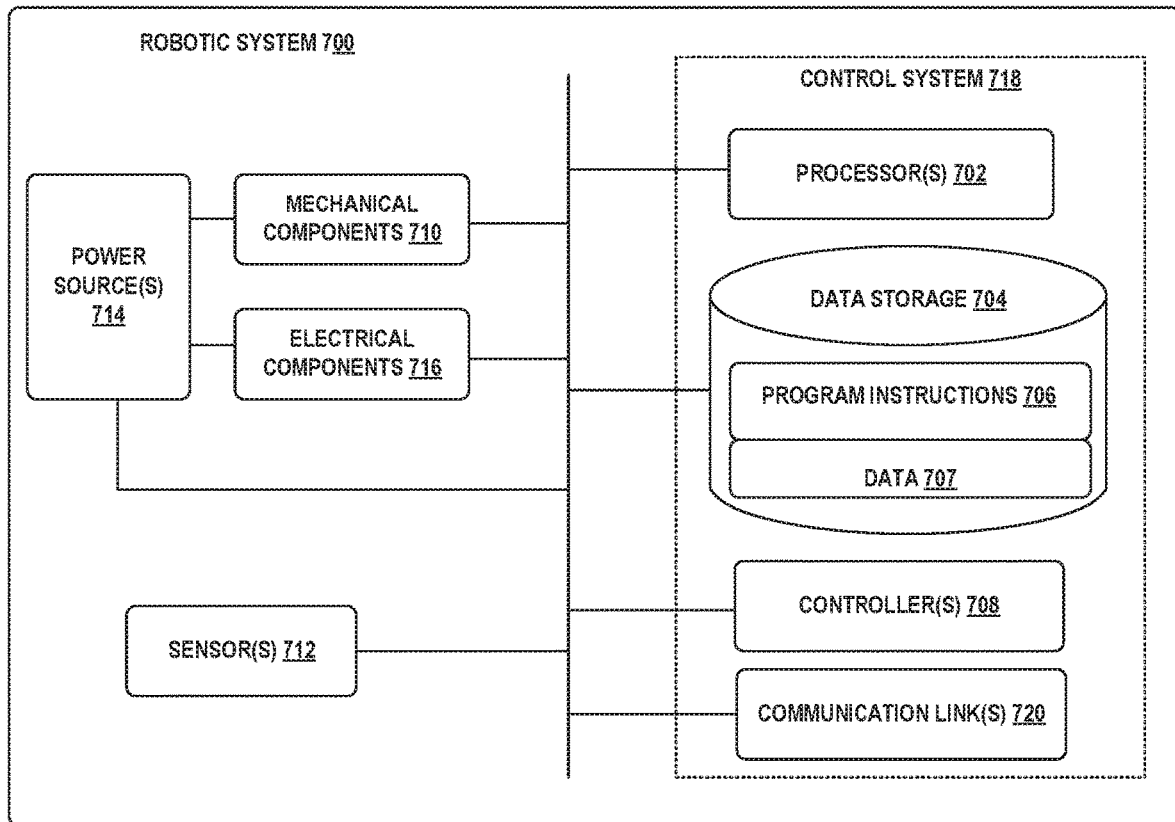 ROBOTIC SYSTEM 700
CONTROL SYSTEM 718
PROCESSOR(S) 702
MECHANICAL
COMPONENTS 710
POWER
SOURCE(S)
714
ELECTRICAL
COMPONENTS 716
DATA STORAGE 704
PROGRAM INSTRUCTIONS 706
DATA 707
CONTROLLER(S) 708
SENSOR(S) 712
COMMUNICATION LINK(S) 720